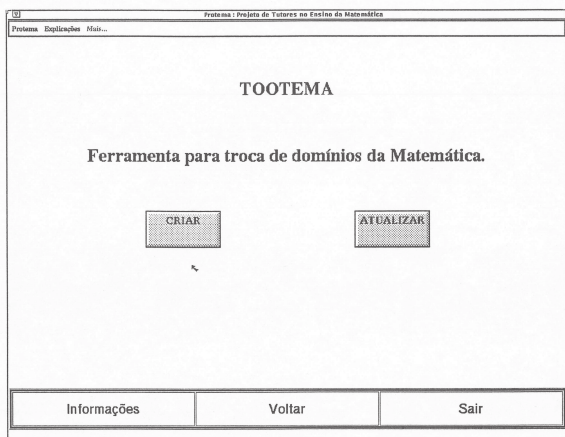 Protema : Projeto de Tutores no Ensino da Matemática
Protema Explicações Mais...
TOOTEMA
Ferramenta para troca de domínios da Matemática.
CRIAR ATUALIZAR
Informações Voltar Sair